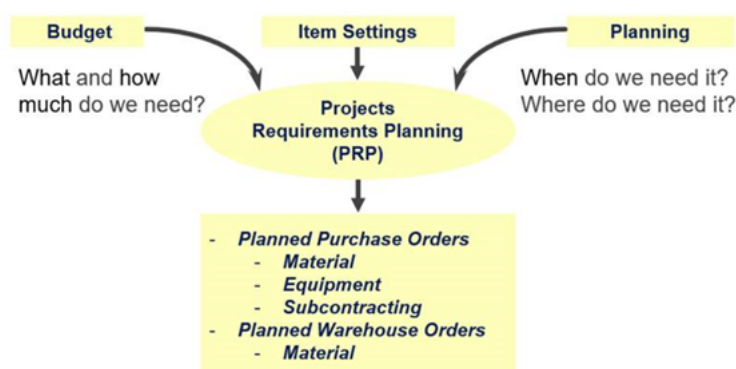 Budget
Item Settings
Planning
What and how
much do we need?
When do we need it?
Where do we need it?
Projects
Requirements Planning
(PRP)
- Planned Purchase Orders
- Material
- Equipment
- Subcontracting
- Planned Warehouse Orders
- Material